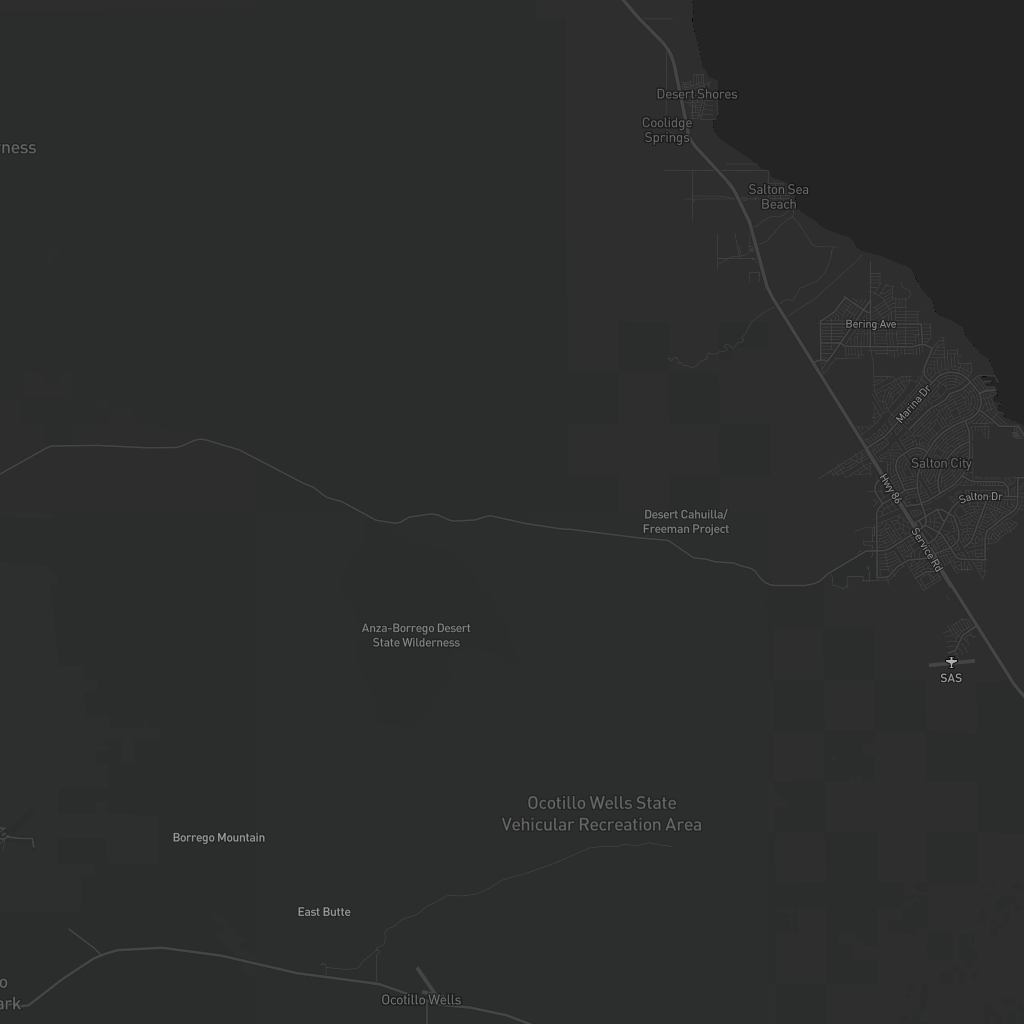 Desert Shores
Coolidge
Springs
Salton Sea
Beach
Bering Ave
Marina Dr
Salton City
Hwy 86
Salton Dr
Desert Cahuilla/
Freeman Project
Service Rd
Anza-Borrego Desert
State Wilderness
SAS
Ocotillo Wells State
Vehicular Recreation Area
Borrego Mountain
East Butte
Ocotillo Wells